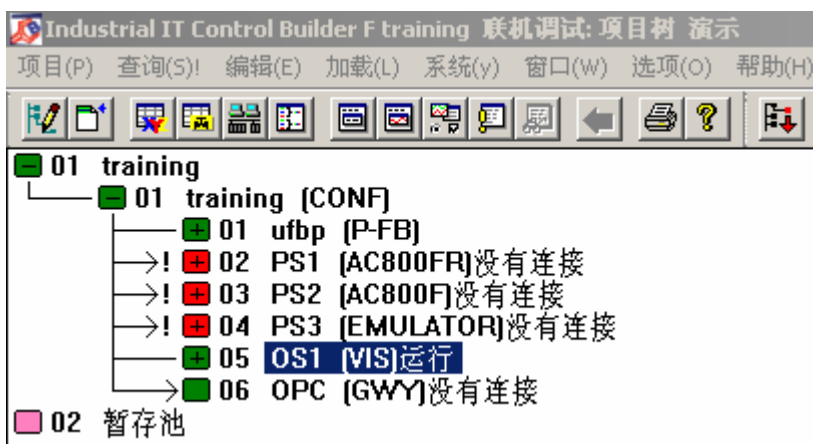 Industrial IT Control Builder F training 联机调试: 项目树 演示
项目(P) 查询(S)! 编辑(E) 加载(L) 系统(y) 窗口(W) 选项(O) 帮助(H)
01 training
01 training (CONF)
01 ufbp (P-FB)
! 02 PS1 (AC800FR)没有连接
! 03 PS2 (AC800F)没有连接
! 04 PS3 (EMULATOR)没有连接
05 OS1 (VIS)运行
06 OPC (GWY)没有连接
02 暂存池